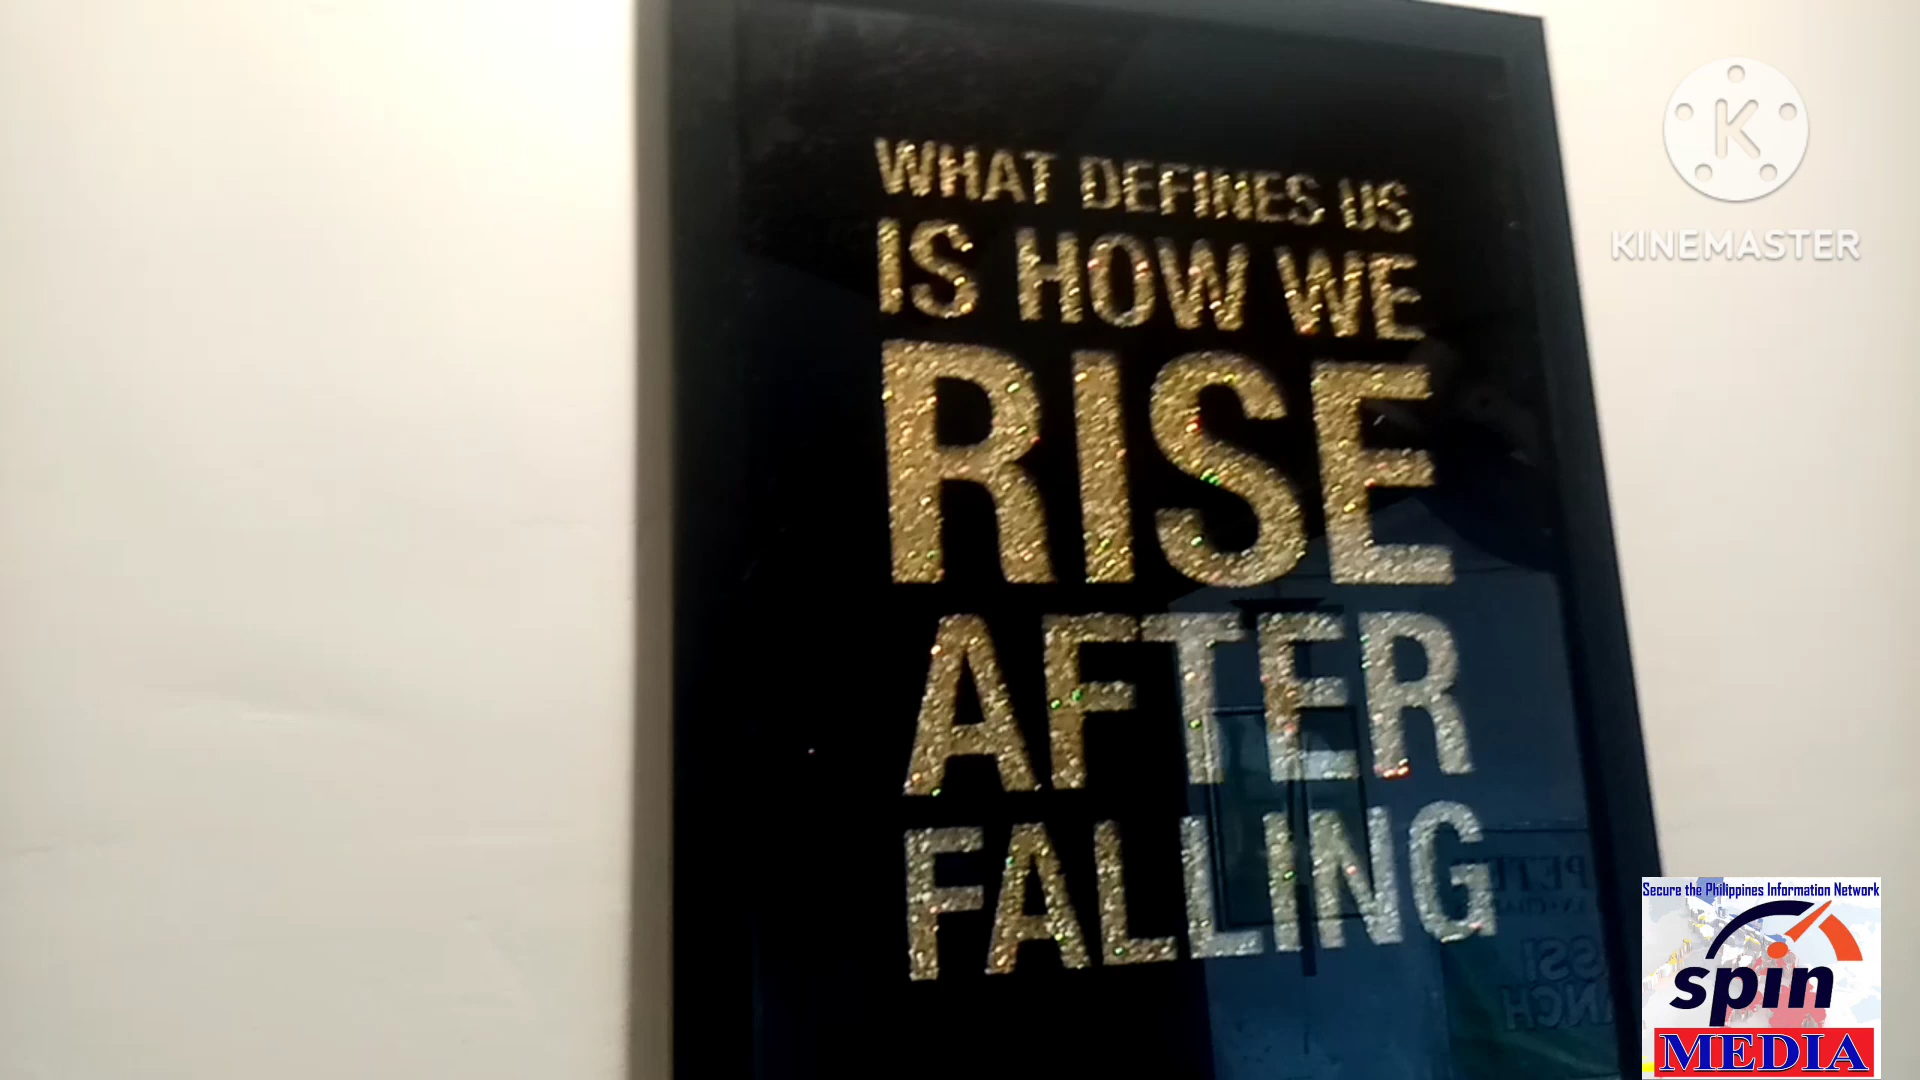 WHAT DEFINES US
IS HOW WE
RISE
AFTER
FALLING
K
KINEMASTER
Secure the Philippines Information Network
spin
MEDIA